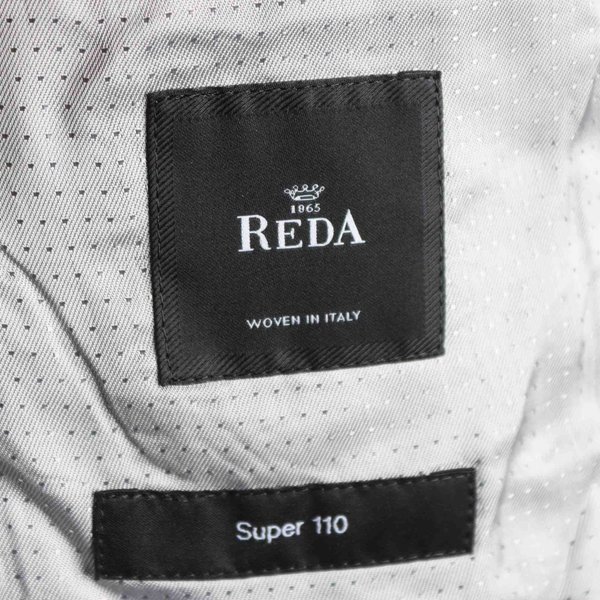 1865
REDA
WOVEN IN ITALY
Super 110